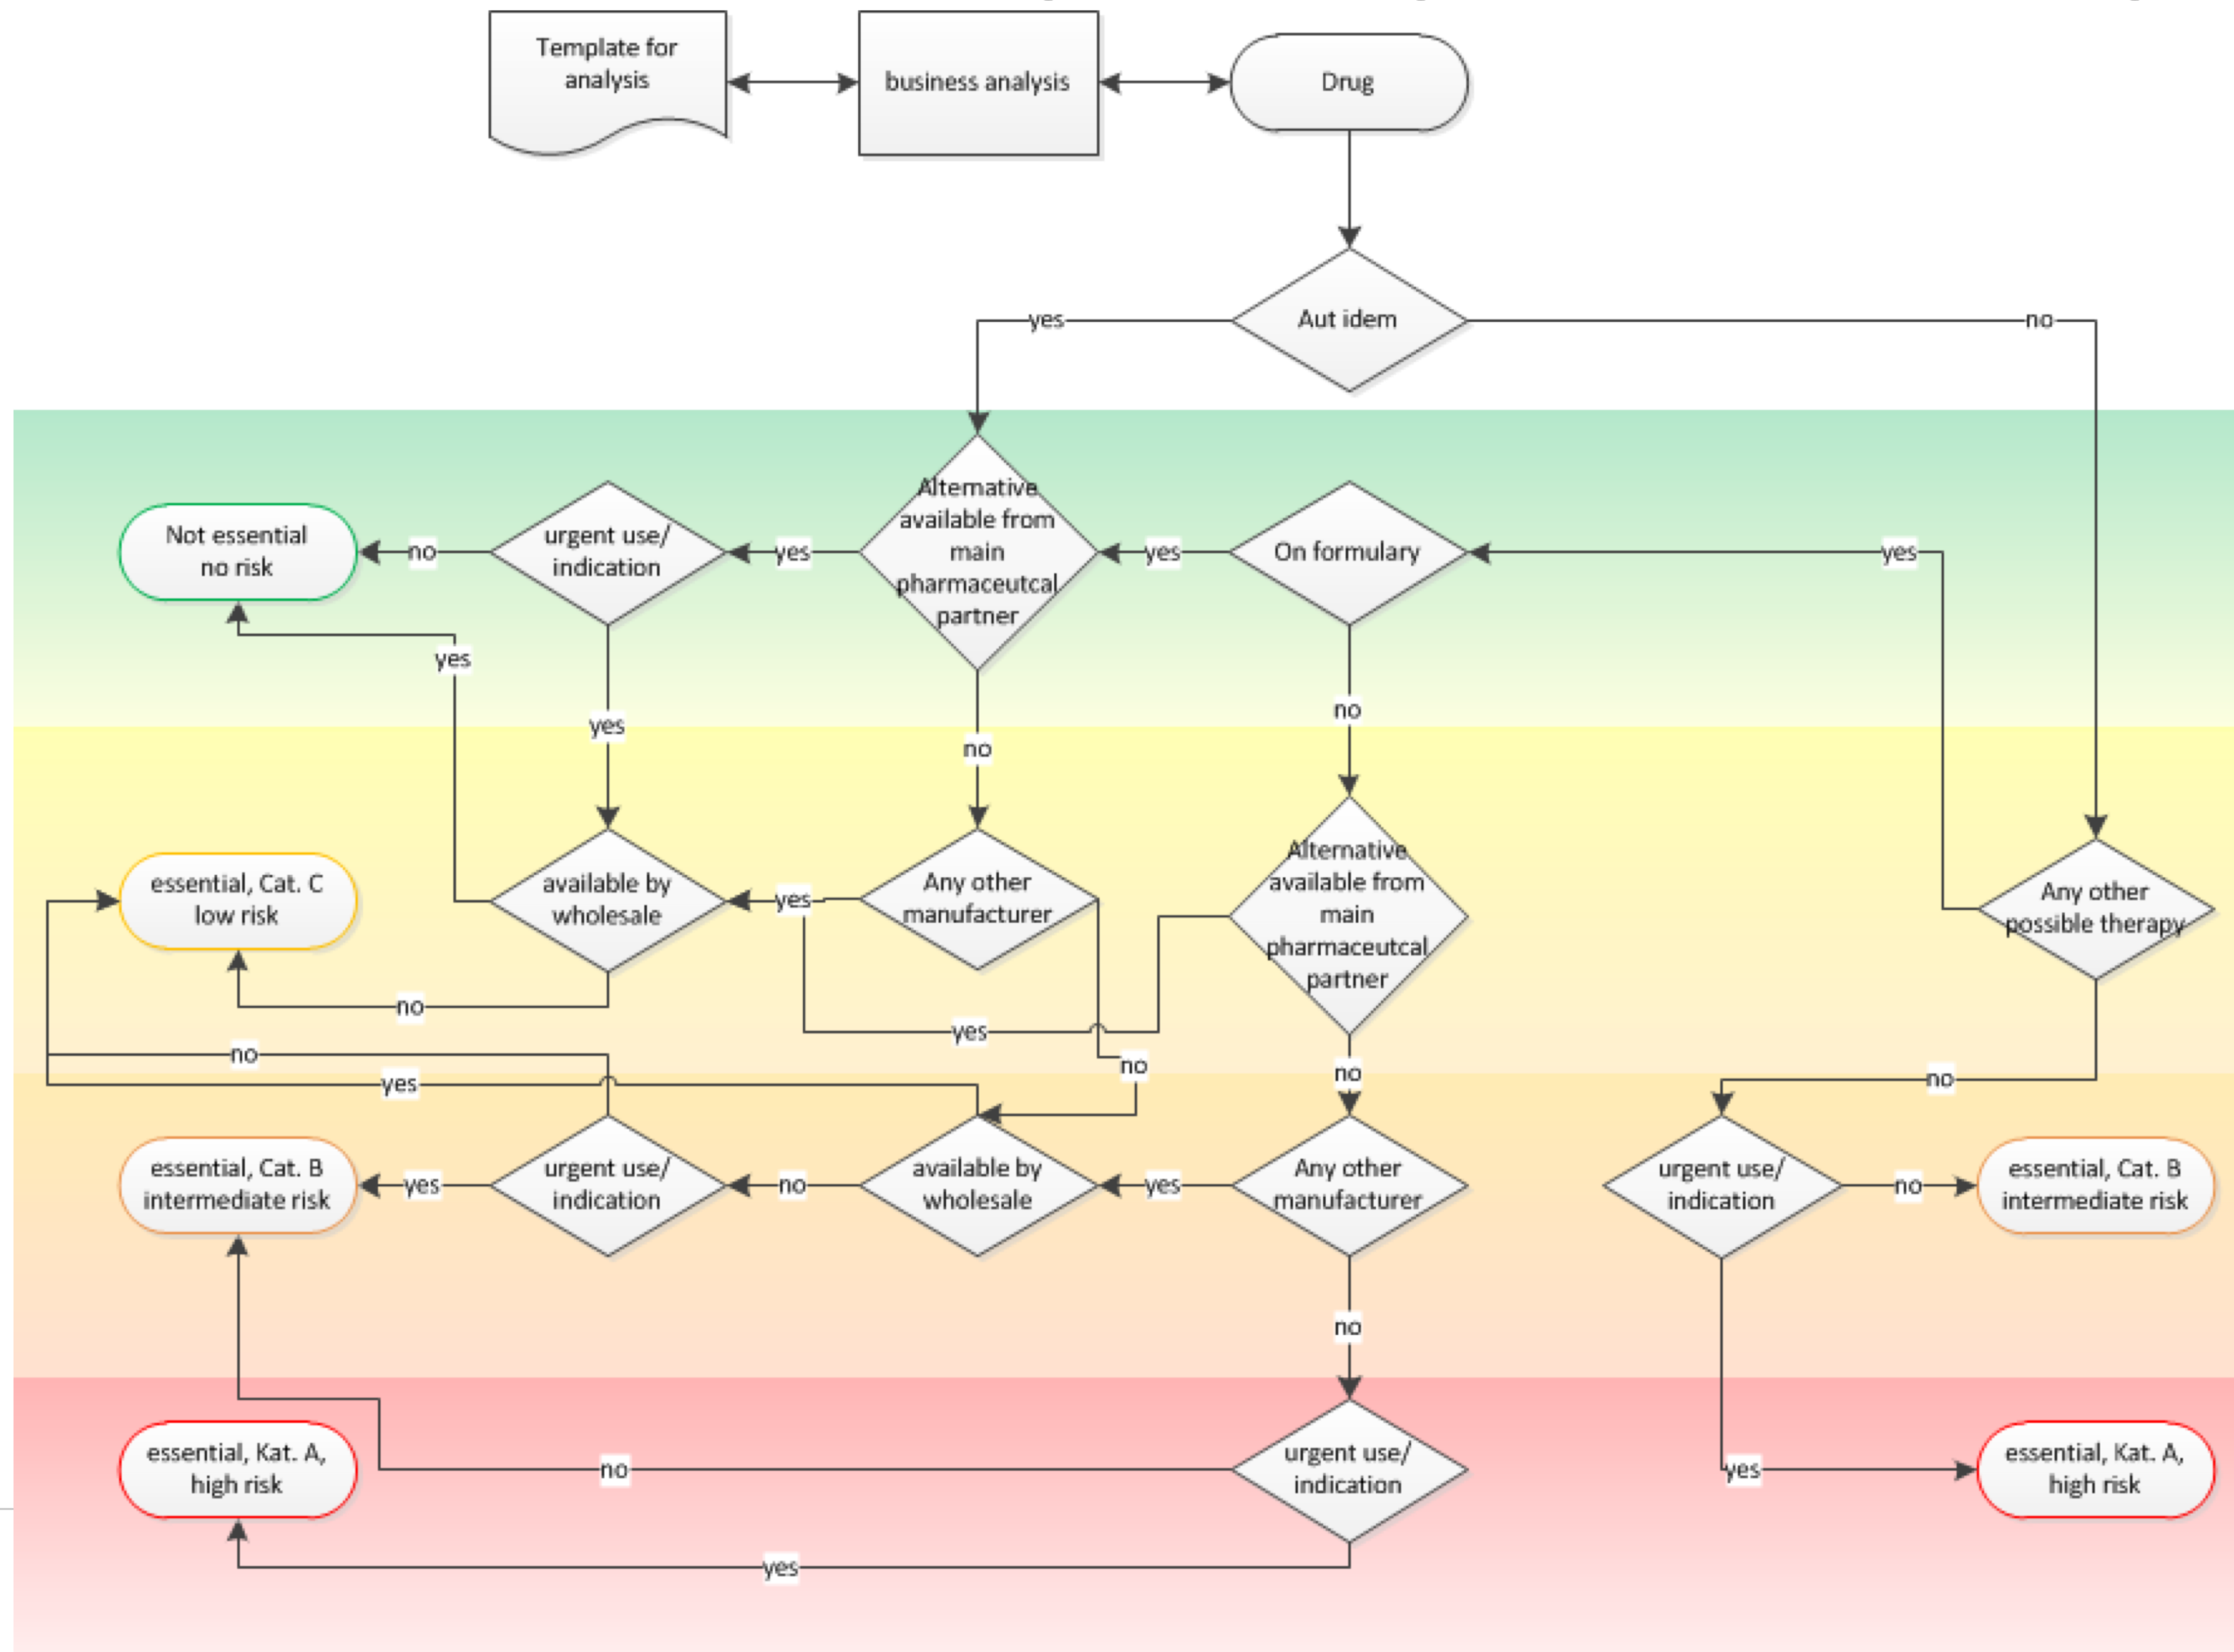 Template for
analysis
business analysis
Drug
Aut idem
yes
no
Not essential
no risk
no
urgent use/
indication
yes
Alternative
available from
main
pharmaceutcal
partner
yes
On formulary
yes
yes
yes
no
no
essential, Cat. C
low risk
available by
wholesale
yes
Any other
manufacturer
Alternative
available from
main
pharmaceutcal
partner
Any other
possible therapy
no
yes
no
no
no
yes
no
essential, Cat. B
intermediate risk
yes
urgent use/
indication
no
available by
wholesale
yes
Any other
manufacturer
urgent use/
indication
no
essential, Cat. B
intermediate risk
no
essential, Kat. A,
high risk
no
urgent use/
indication
yes
essential, Kat. A,
high risk
yes